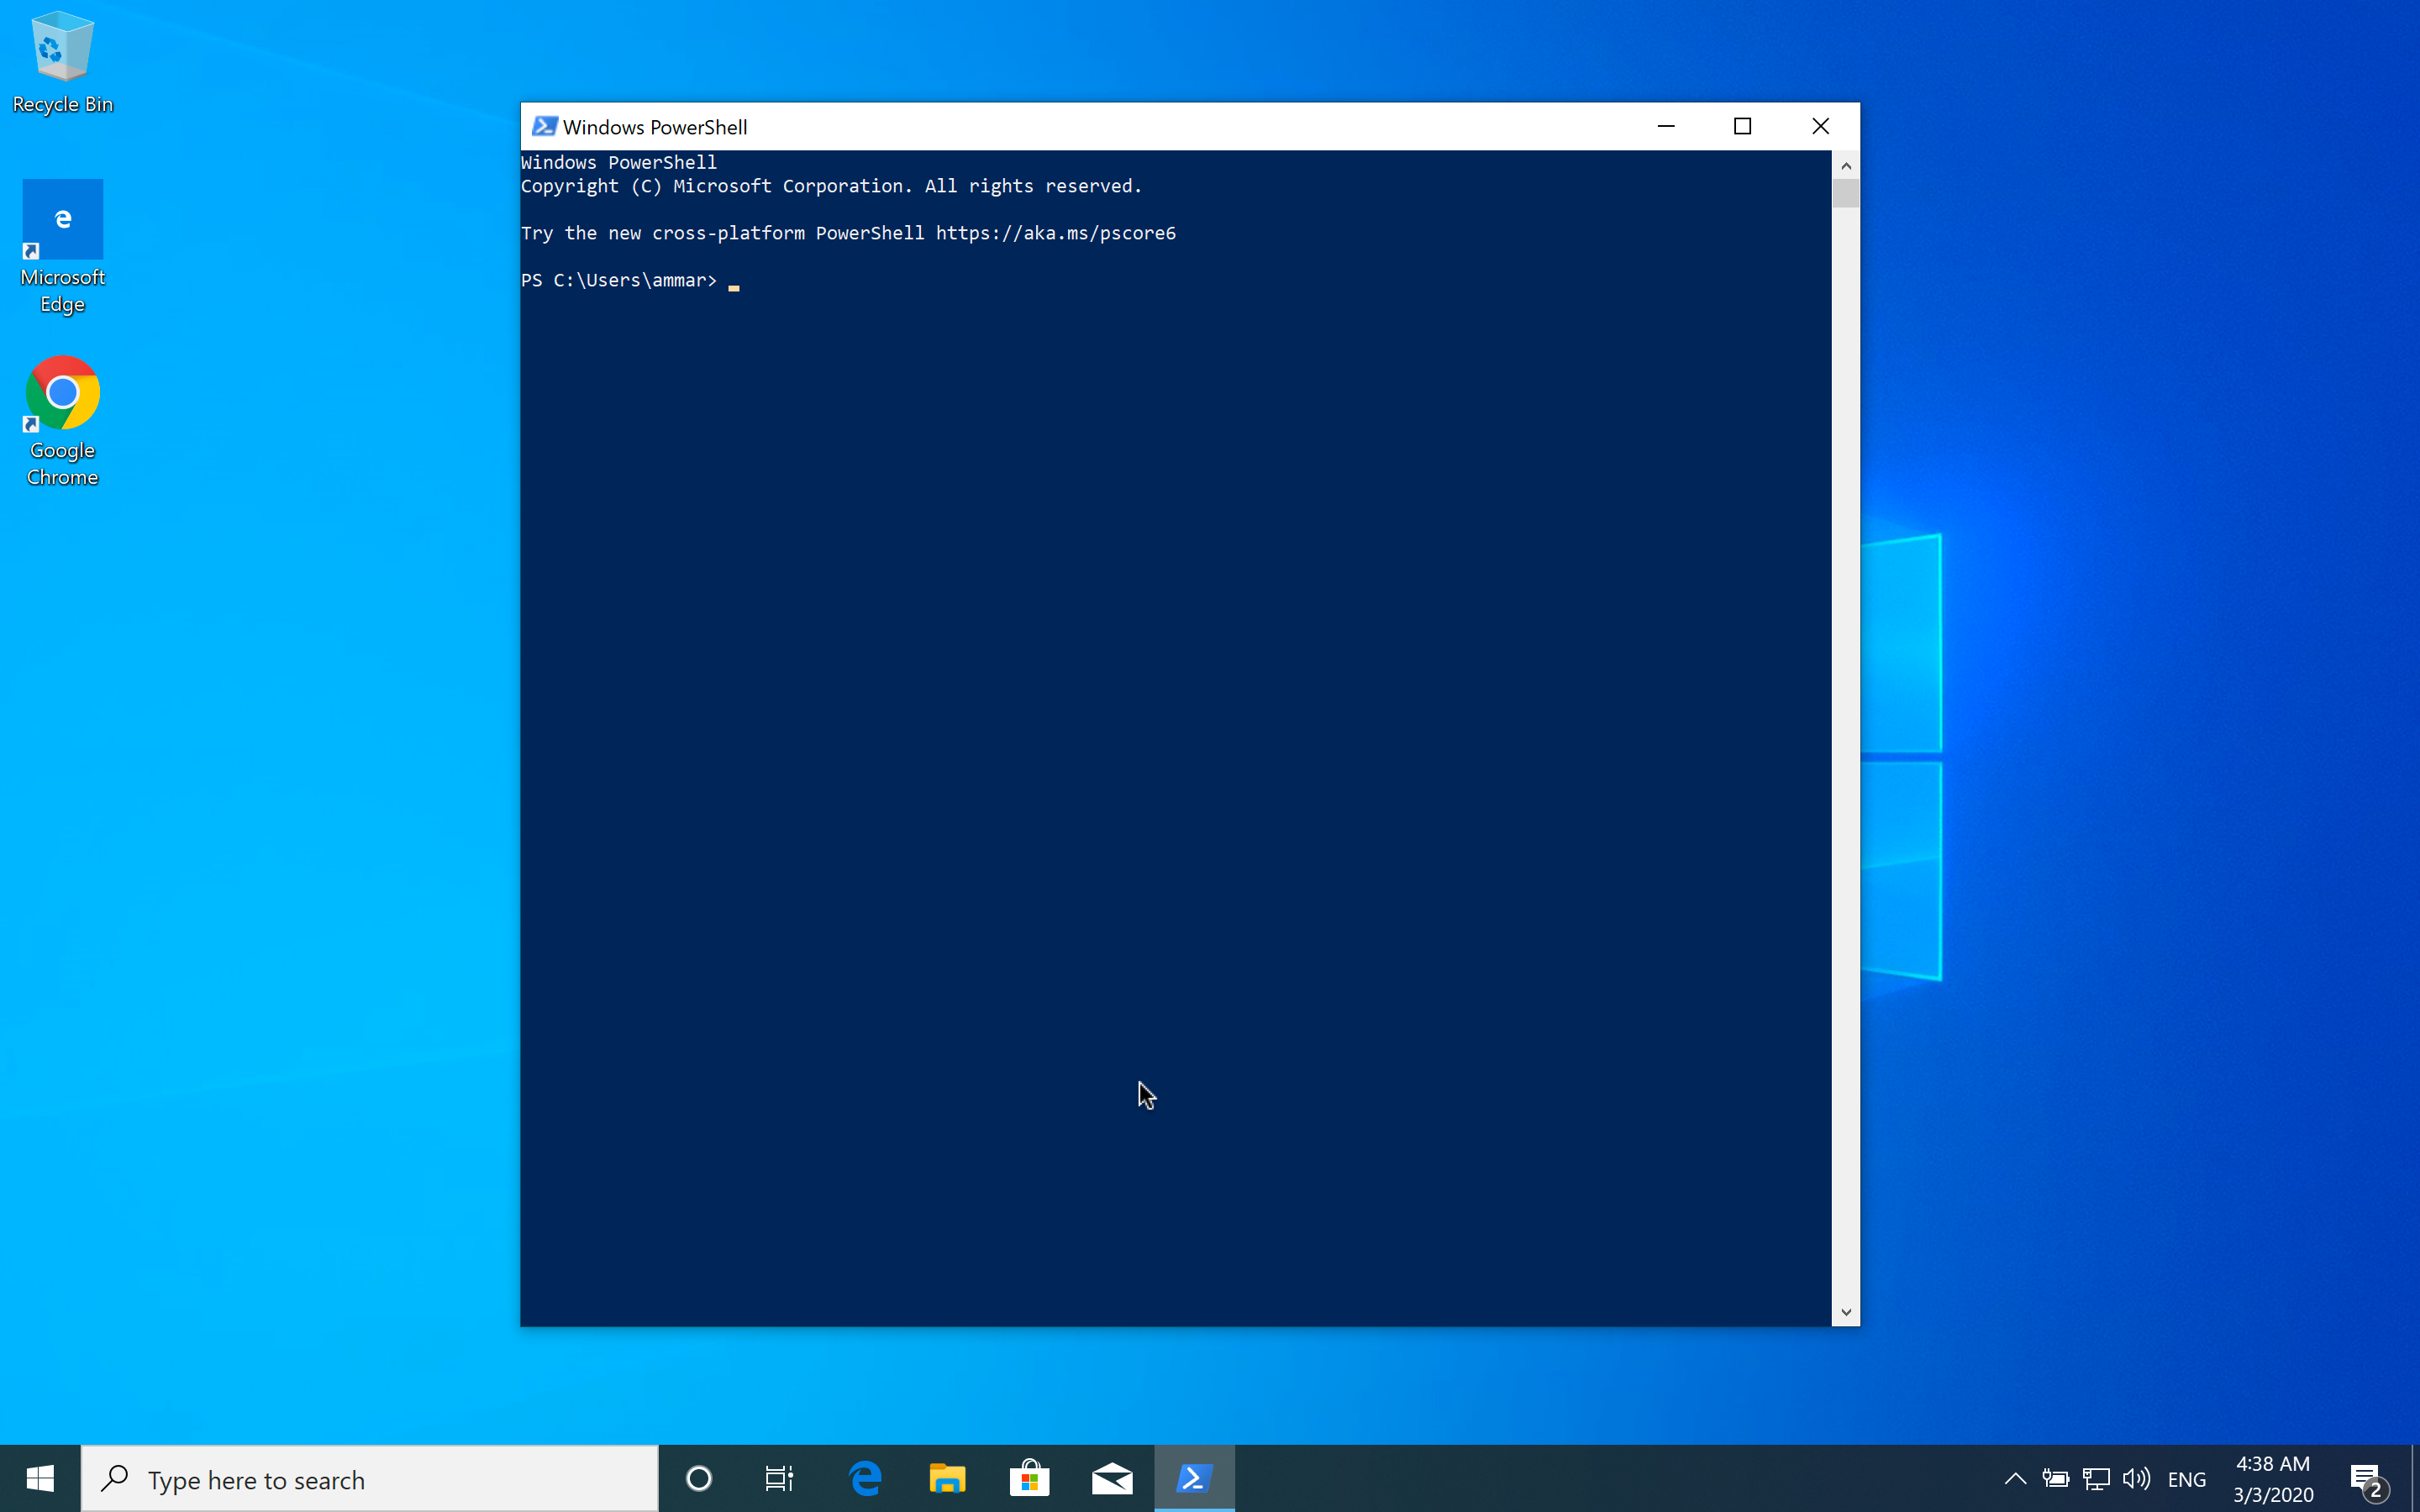 Recycle Bin
Microsoft
Edge
Google
Chrome
Windows PowerShell
Windows PowerShell
Copyright (C) Microsoft Corporation. All rights reserved.
Try the new cross-platform PowerShell https://aka.ms/pscore6
PS C:\Users\ammar>
Type here to search
ENG
4:38 AM
3/3/2020
2